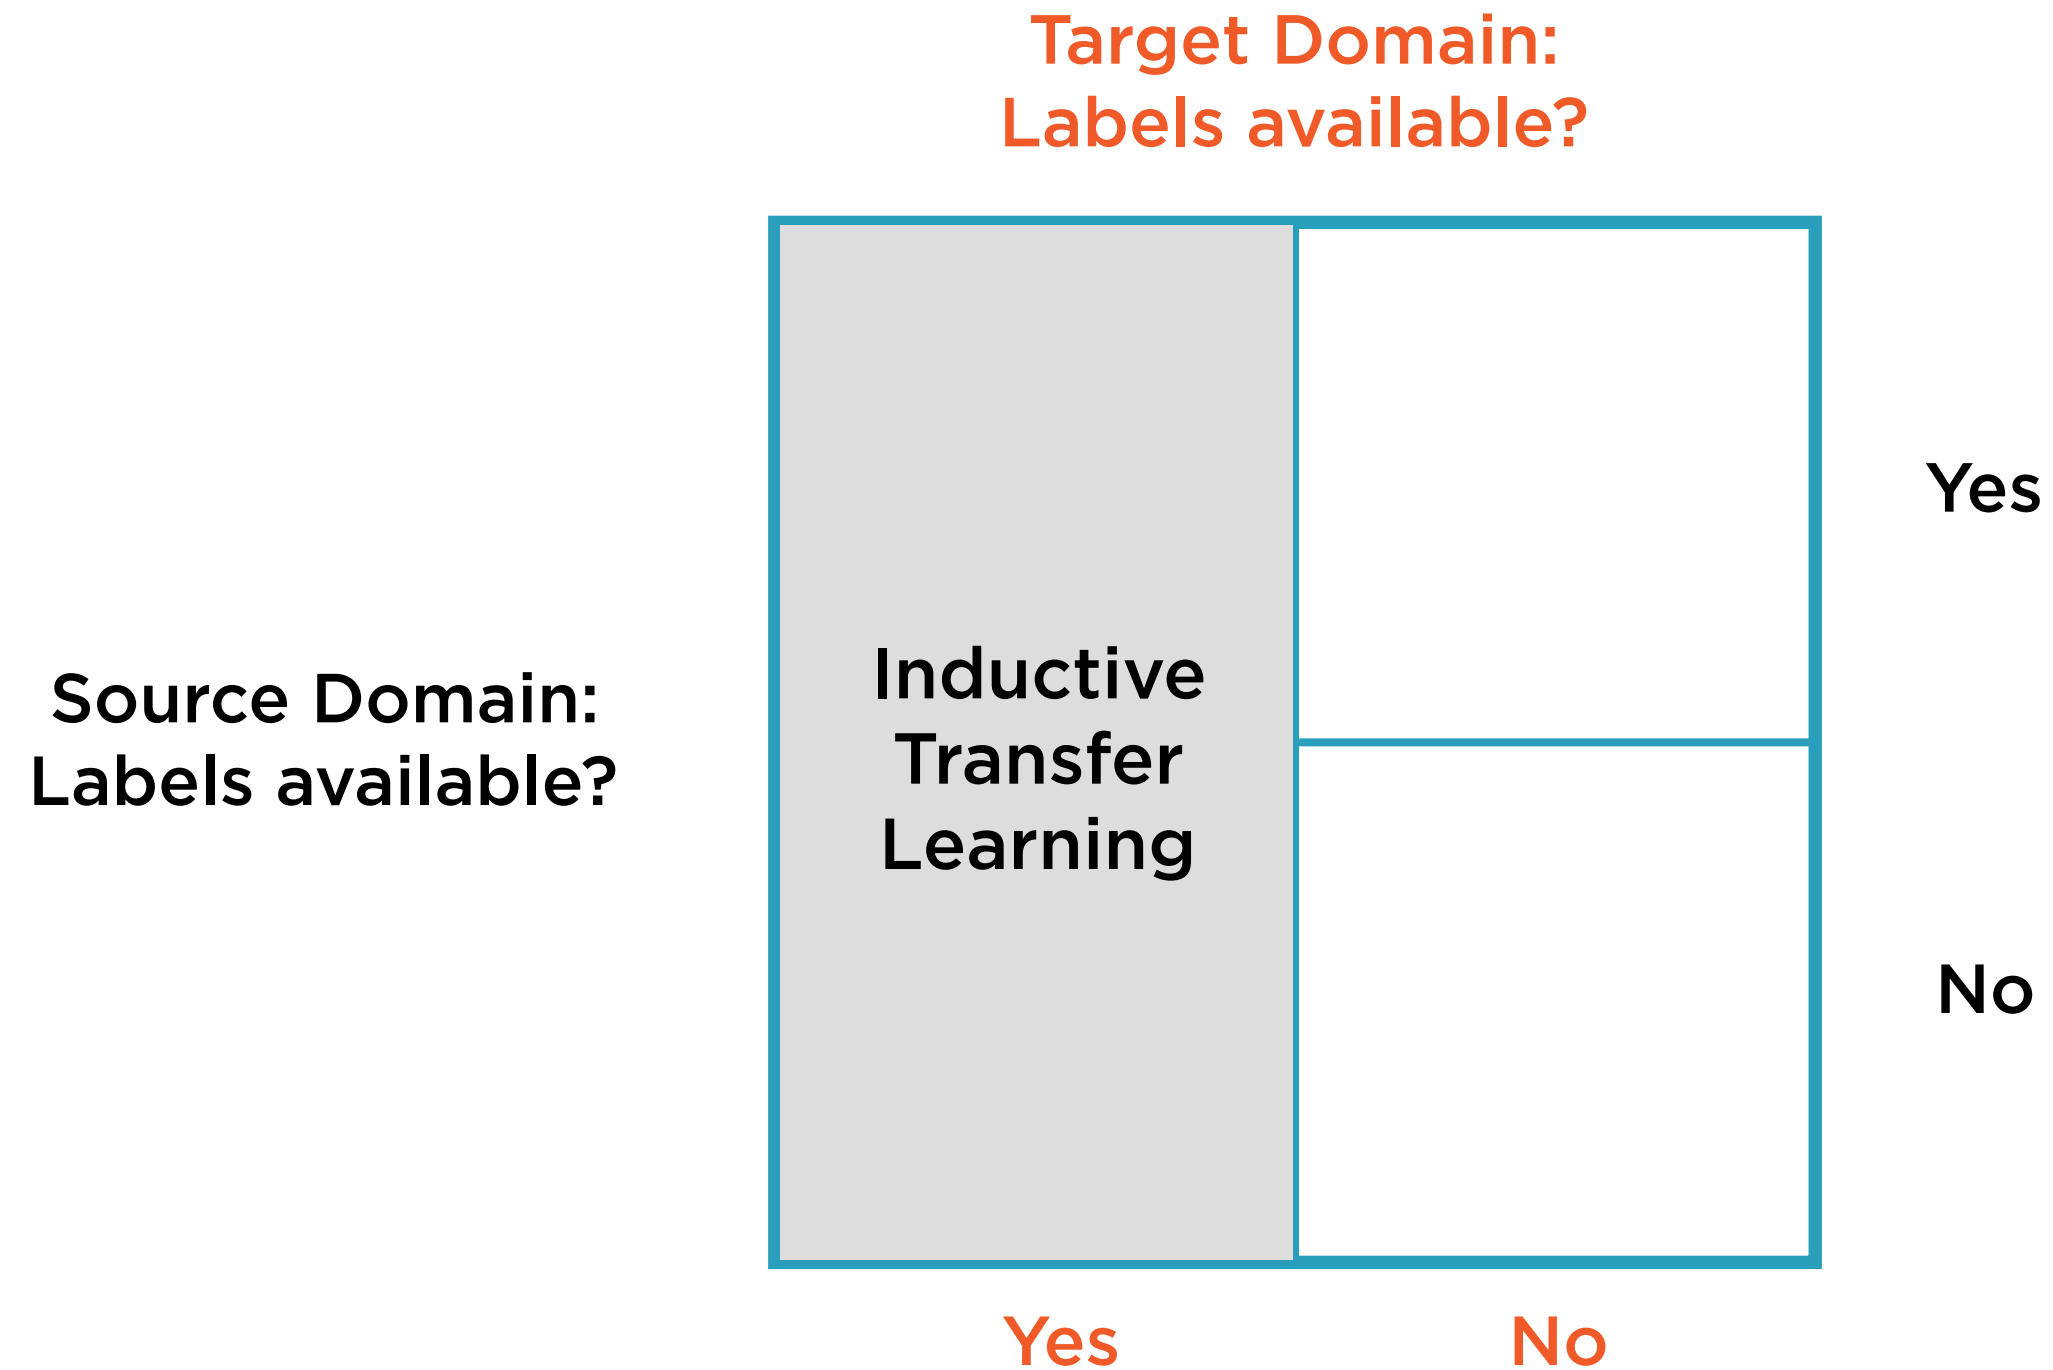 Target Domain:
Labels available?
Yes
Source Domain:
Labels available?
Inductive
Transfer
Learning
No
Yes
No